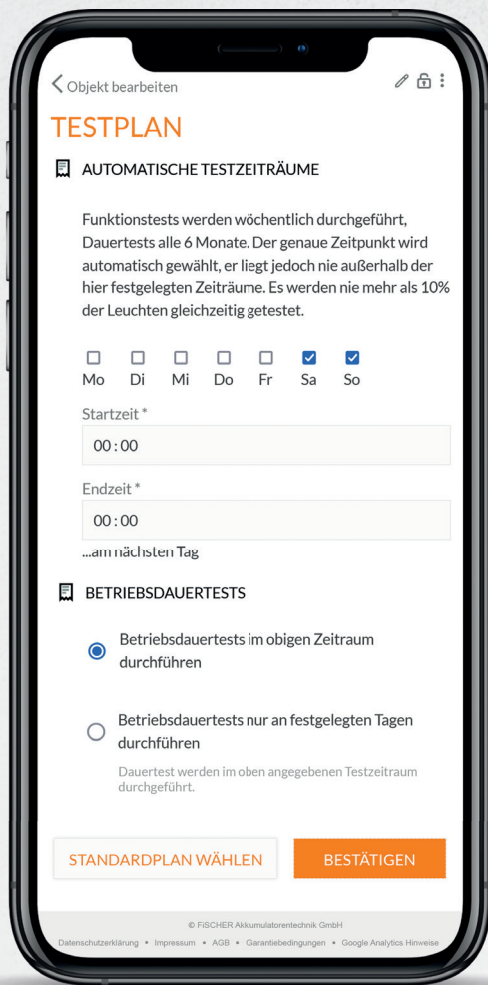 Objekt bearbeiten
TESTPLAN
AUTOMATISCHE TESTZEITRÄUME
Funktionstests werden wöchentlich durchgeführt,
Dauertests alle 6 Monate. Der genaue Zeitpunkt wird
automatisch gewählt, er liegt jedoch nie außerhalb der
hier festgelegten Zeiträume. Es werden nie mehr als 10%
der Leuchten gleichzeitig getestet.
Mo Di Mi Do Fr Sa So
Startzeit *
00:00
Endzeit *
00:00
...am nächsten Tag
BETRIEBSDAUERTESTS
Betriebsdauertests im obigen Zeitraum
durchführen
Betriebsdauertests nur an festgelegten Tagen
durchführen
Dauertest werden im oben angegebenen Testzeitraum
durchgeführt.
STANDARDPLAN WÄHLEN BESTÄTIGEN
© FiSCHER Akkumulatorentechnik GmbH
Datenschutzerklärung • Impressum • AGB • Garantiebedingungen • Google Analytics Hinweise